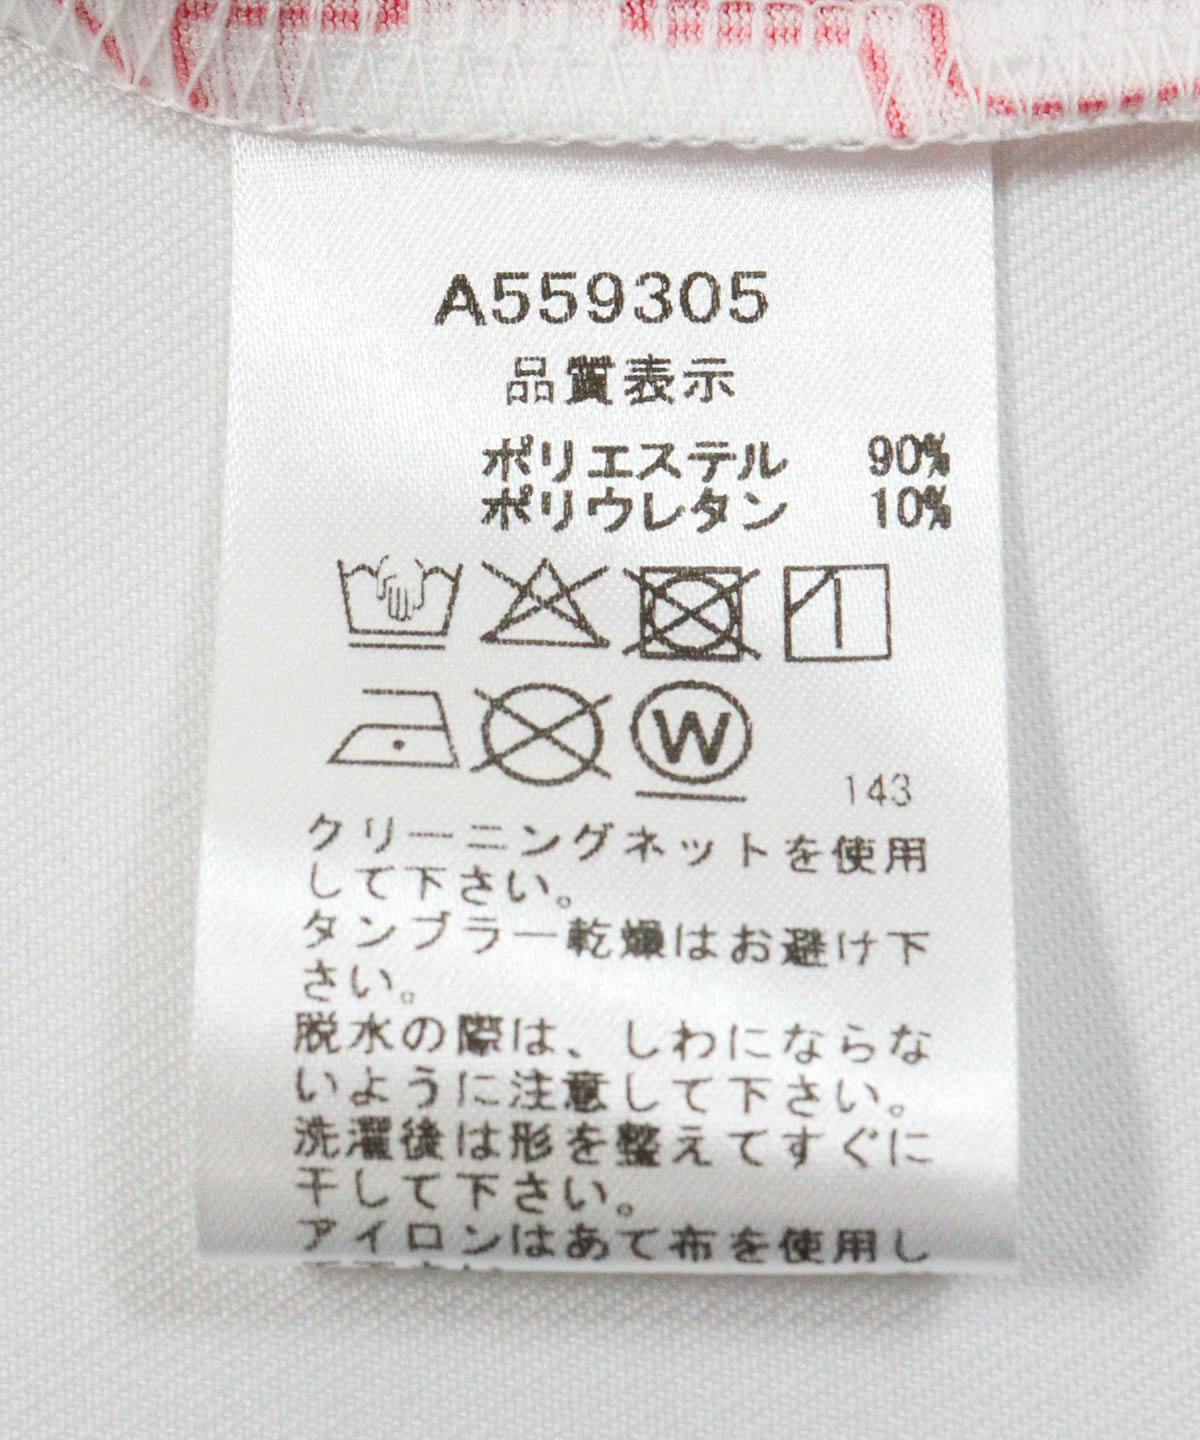 A559305
品質表示
ポリエステル 90%
ポリウレタン 10%
W
143
クリーニングネットを使用
して下さい。
タンブラー乾燥はお避け下
さい。
脱水の際は、しわにならな
いように注意して下さい。
洗濯後は形を整えてすぐに
干して下さい。
アイロンはあて布を使用し